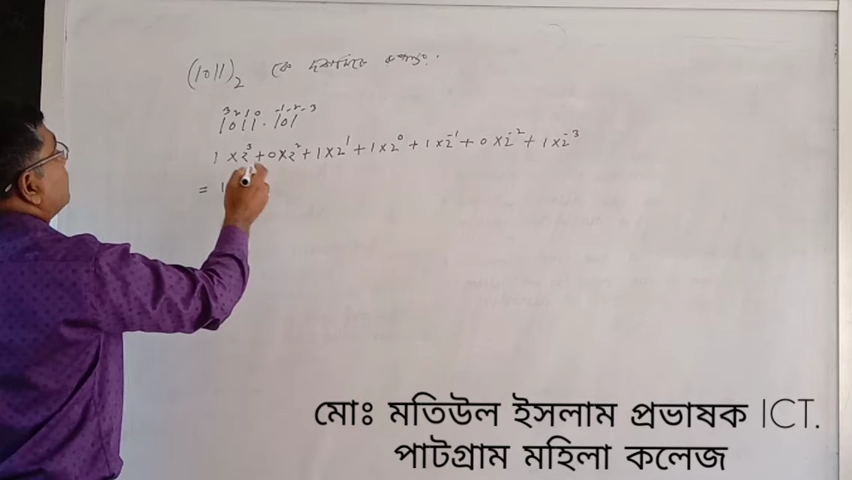 (1011)₂ কে দশমিকে রূপান্তর.
3 2 1 0 -1 -2 -3
1011.101
1×2³+0×2²+1×2¹+1×2⁰+1×2⁻¹+0×2⁻²+1×2⁻³
= 1
মোঃ মতিউল ইসলাম প্রভাষক ICT.
পাটগ্রাম মহিলা কলেজ